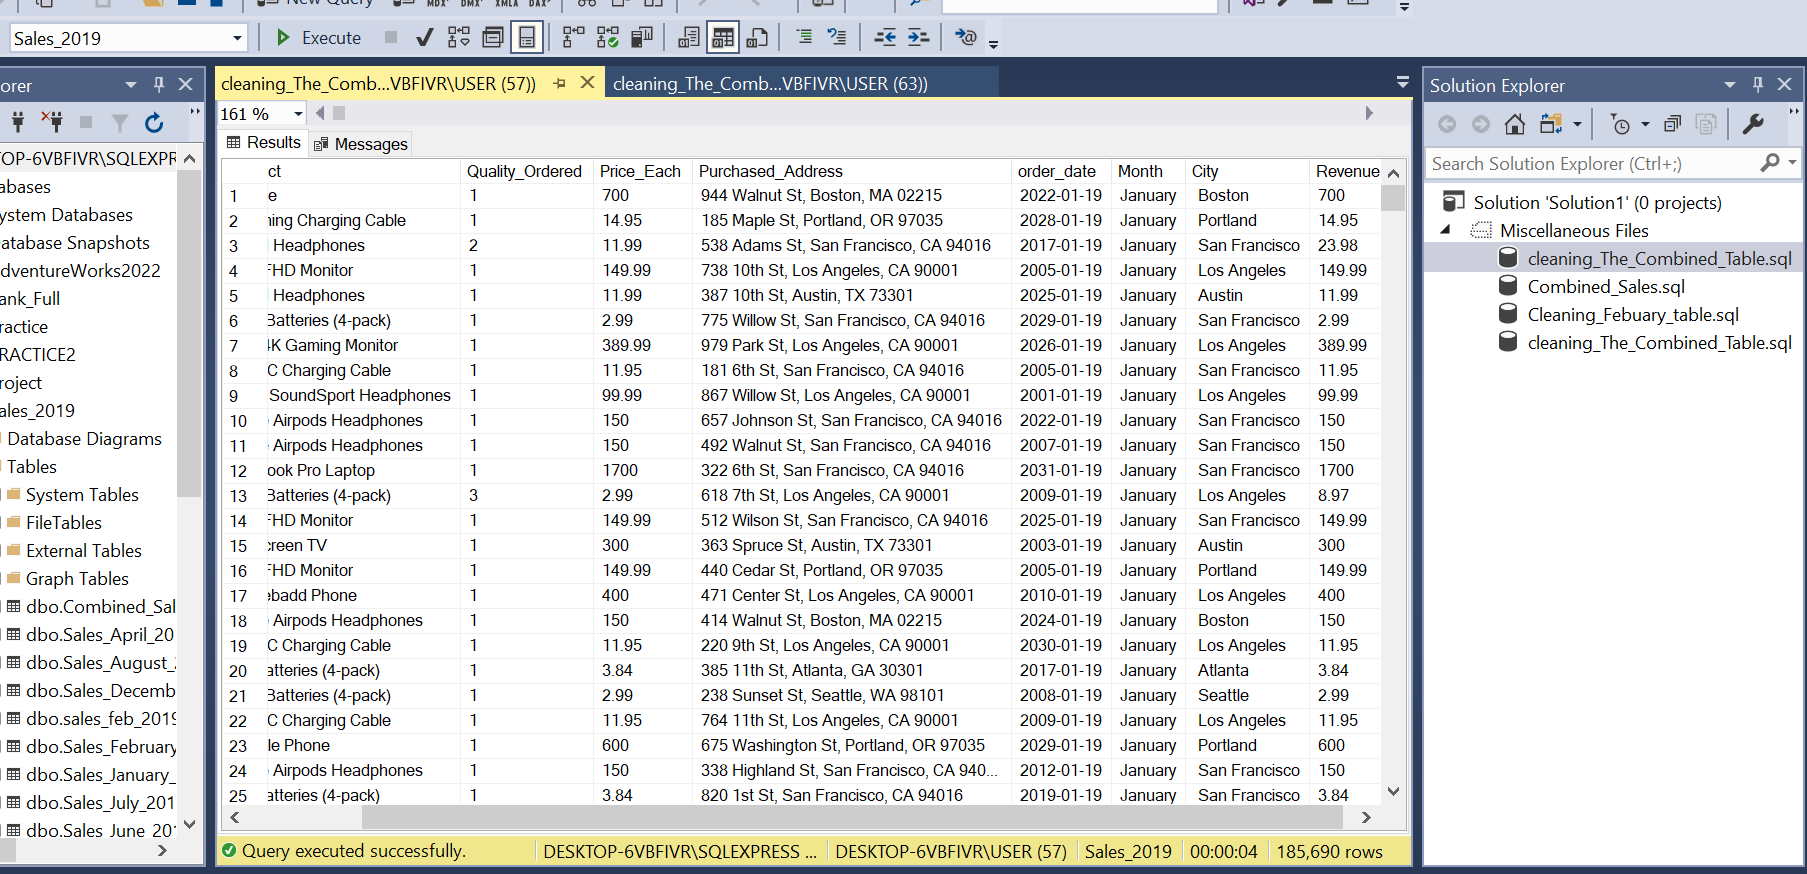 New Query MDX DMX XMLA DAX
Sales_2019 Execute
orer
cleaning_The_Comb...VBFIVR\USER (57)) cleaning_The_Comb...VBFIVR\USER (63))
Solution Explorer
161 %
Results Messages
TOP-6VBFIVR\SQLEXPR
abases
ystem Databases
atabase Snapshots
dventureWorks2022
ank_Full
ractice
RACTICE2
roject
ales_2019
Database Diagrams
Tables
System Tables
FileTables
External Tables
Graph Tables
dbo.Combined_Sal
dbo.Sales_April_20
dbo.Sales_August_
dbo.Sales_Decemb
dbo.sales_feb_2019
dbo.Sales_February
dbo.Sales_January_
dbo.Sales_July_201
dbo.Sales_June_201
ct Quality_Ordered Price_Each Purchased_Address order_date Month City Revenue
1 e 1 700 944 Walnut St, Boston, MA 02215 2022-01-19 January Boston 700
2 ning Charging Cable 1 14.95 185 Maple St, Portland, OR 97035 2028-01-19 January Portland 14.95
3 Headphones 2 11.99 538 Adams St, San Francisco, CA 94016 2017-01-19 January San Francisco 23.98
4 FHD Monitor 1 149.99 738 10th St, Los Angeles, CA 90001 2005-01-19 January Los Angeles 149.99
5 Headphones 1 11.99 387 10th St, Austin, TX 73301 2025-01-19 January Austin 11.99
6 Batteries (4-pack) 1 2.99 775 Willow St, San Francisco, CA 94016 2029-01-19 January San Francisco 2.99
7 4K Gaming Monitor 1 389.99 979 Park St, Los Angeles, CA 90001 2026-01-19 January Los Angeles 389.99
8 C Charging Cable 1 11.95 181 6th St, San Francisco, CA 94016 2005-01-19 January San Francisco 11.95
9 SoundSport Headphones 1 99.99 867 Willow St, Los Angeles, CA 90001 2001-01-19 January Los Angeles 99.99
10 Airpods Headphones 1 150 657 Johnson St, San Francisco, CA 94016 2022-01-19 January San Francisco 150
11 Airpods Headphones 1 150 492 Walnut St, San Francisco, CA 94016 2007-01-19 January San Francisco 150
12 ook Pro Laptop 1 1700 322 6th St, San Francisco, CA 94016 2031-01-19 January San Francisco 1700
13 Batteries (4-pack) 3 2.99 618 7th St, Los Angeles, CA 90001 2009-01-19 January Los Angeles 8.97
14 FHD Monitor 1 149.99 512 Wilson St, San Francisco, CA 94016 2025-01-19 January San Francisco 149.99
15 creen TV 1 300 363 Spruce St, Austin, TX 73301 2003-01-19 January Austin 300
16 FHD Monitor 1 149.99 440 Cedar St, Portland, OR 97035 2005-01-19 January Portland 149.99
17 ebadd Phone 1 400 471 Center St, Los Angeles, CA 90001 2010-01-19 January Los Angeles 400
18 Airpods Headphones 1 150 414 Walnut St, Boston, MA 02215 2024-01-19 January Boston 150
19 C Charging Cable 1 11.95 220 9th St, Los Angeles, CA 90001 2030-01-19 January Los Angeles 11.95
20 atteries (4-pack) 1 3.84 385 11th St, Atlanta, GA 30301 2017-01-19 January Atlanta 3.84
21 Batteries (4-pack) 1 2.99 238 Sunset St, Seattle, WA 98101 2008-01-19 January Seattle 2.99
22 C Charging Cable 1 11.95 764 11th St, Los Angeles, CA 90001 2009-01-19 January Los Angeles 11.95
23 le Phone 1 600 675 Washington St, Portland, OR 97035 2029-01-19 January Portland 600
24 Airpods Headphones 1 150 338 Highland St, San Francisco, CA 940... 2012-01-19 January San Francisco 150
25 atteries (4-pack) 1 3.84 820 1st St, San Francisco, CA 94016 2019-01-19 January San Francisco 3.84
Query executed successfully. DESKTOP-6VBFIVR\SQLEXPRESS ... DESKTOP-6VBFIVR\USER (57) Sales_2019 00:00:04 185,690 rows
Search Solution Explorer (Ctrl+;)
Solution 'Solution1' (0 projects)
Miscellaneous Files
cleaning_The_Combined_Table.sql
Combined_Sales.sql
Cleaning_Febuary_table.sql
cleaning_The_Combined_Table.sql